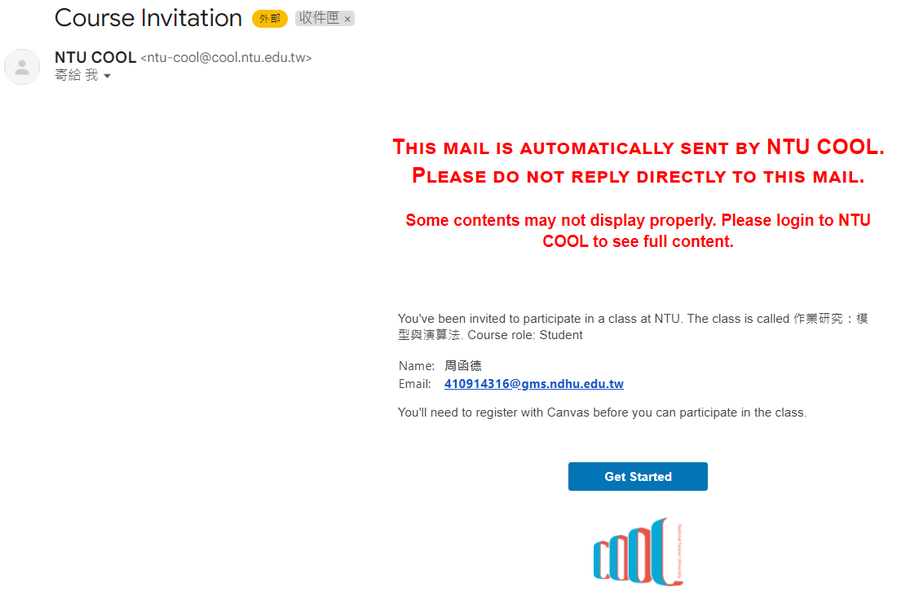 Course Invitation 外部 收件匣 ×
NTU COOL <ntu-cool@cool.ntu.edu.tw>
寄給 我
THIS MAIL IS AUTOMATICALLY SENT BY NTU COOL.
PLEASE DO NOT REPLY DIRECTLY TO THIS MAIL.
Some contents may not display properly. Please login to NTU
COOL to see full content.
You've been invited to participate in a class at NTU. The class is called 作業研究：模
型與演算法. Course role: Student
Name: 周函德
Email: 410914316@gms.ndhu.edu.tw
You'll need to register with Canvas before you can participate in the class.
Get Started
COOL
National Taiwan University